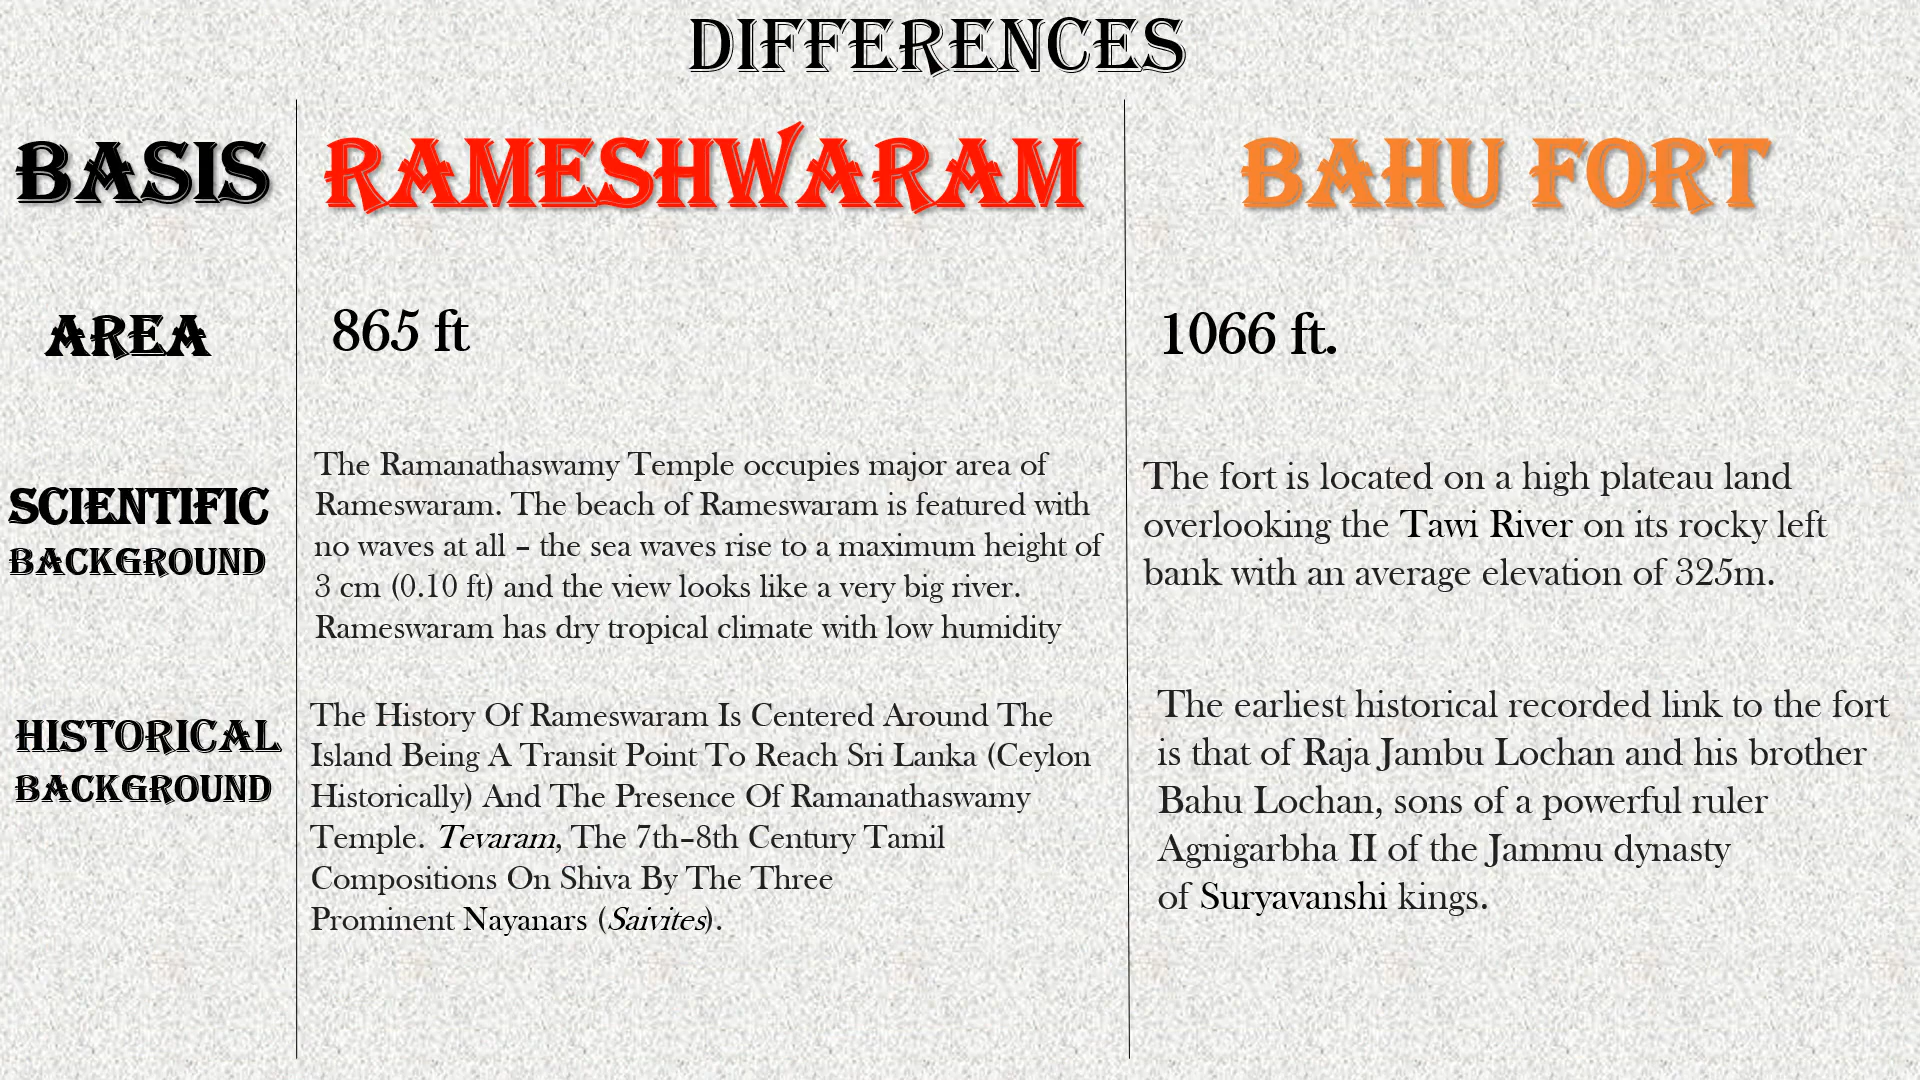 DIFFERENCES
BASIS
RAMESHWARAM
BAHU FORT
AREA
865 ft
1066 ft.
SCIENTIFIC
BACKGROUND
The Ramanathaswamy Temple occupies major area of
Rameswaram. The beach of Rameswaram is featured with
no waves at all – the sea waves rise to a maximum height of
3 cm (0.10 ft) and the view looks like a very big river.
Rameswaram has dry tropical climate with low humidity
The fort is located on a high plateau land
overlooking the Tawi River on its rocky left
bank with an average elevation of 325m.
HISTORICAL
BACKGROUND
The History Of Rameswaram Is Centered Around The
Island Being A Transit Point To Reach Sri Lanka (Ceylon
Historically) And The Presence Of Ramanathaswamy
Temple. Tevaram, The 7th–8th Century Tamil
Compositions On Shiva By The Three
Prominent Nayanars (Saivites).
The earliest historical recorded link to the fort
is that of Raja Jambu Lochan and his brother
Bahu Lochan, sons of a powerful ruler
Agnigarbha II of the Jammu dynasty
of Suryavanshi kings.